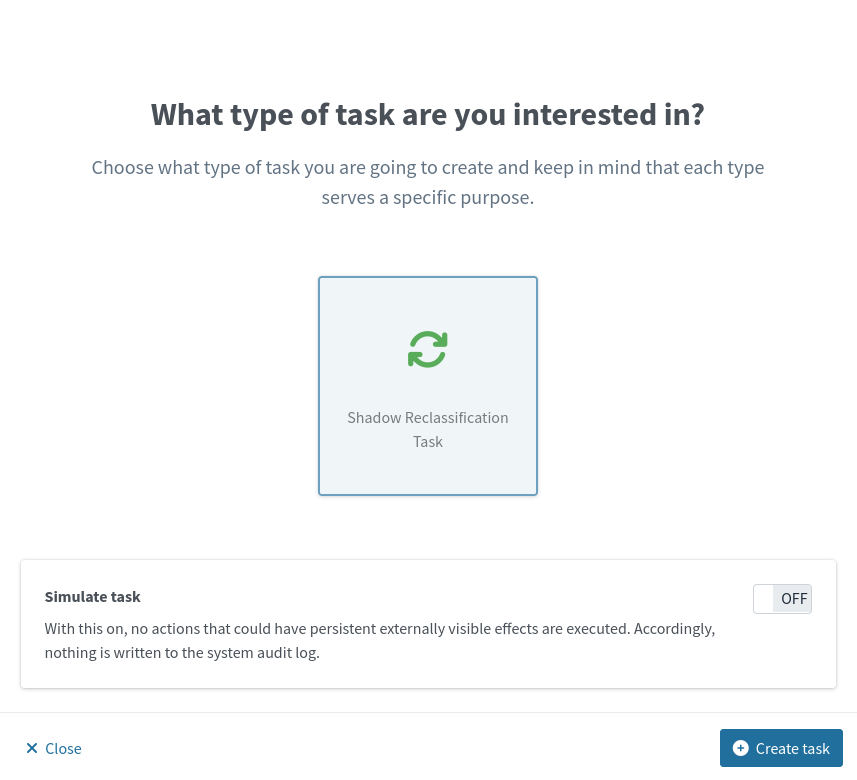 What type of task are you interested in?
Choose what type of task you are going to create and keep in mind that each type
serves a specific purpose.
Shadow Reclassification
Task
Simulate task
OFF
With this on, no actions that could have persistent externally visible effects are executed. Accordingly,
nothing is written to the system audit log.
Close
Create task